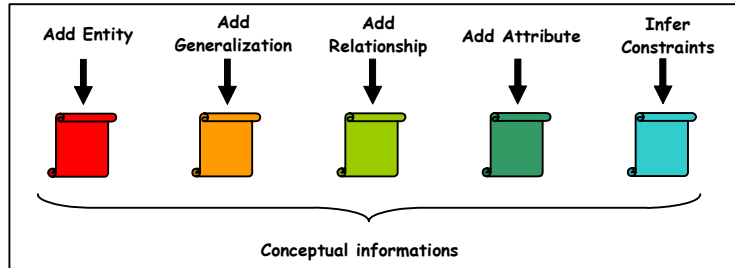 Add Entity
Add
Generalization
Add
Relationship
Add Attribute
Infer
Constraints
Conceptual informations